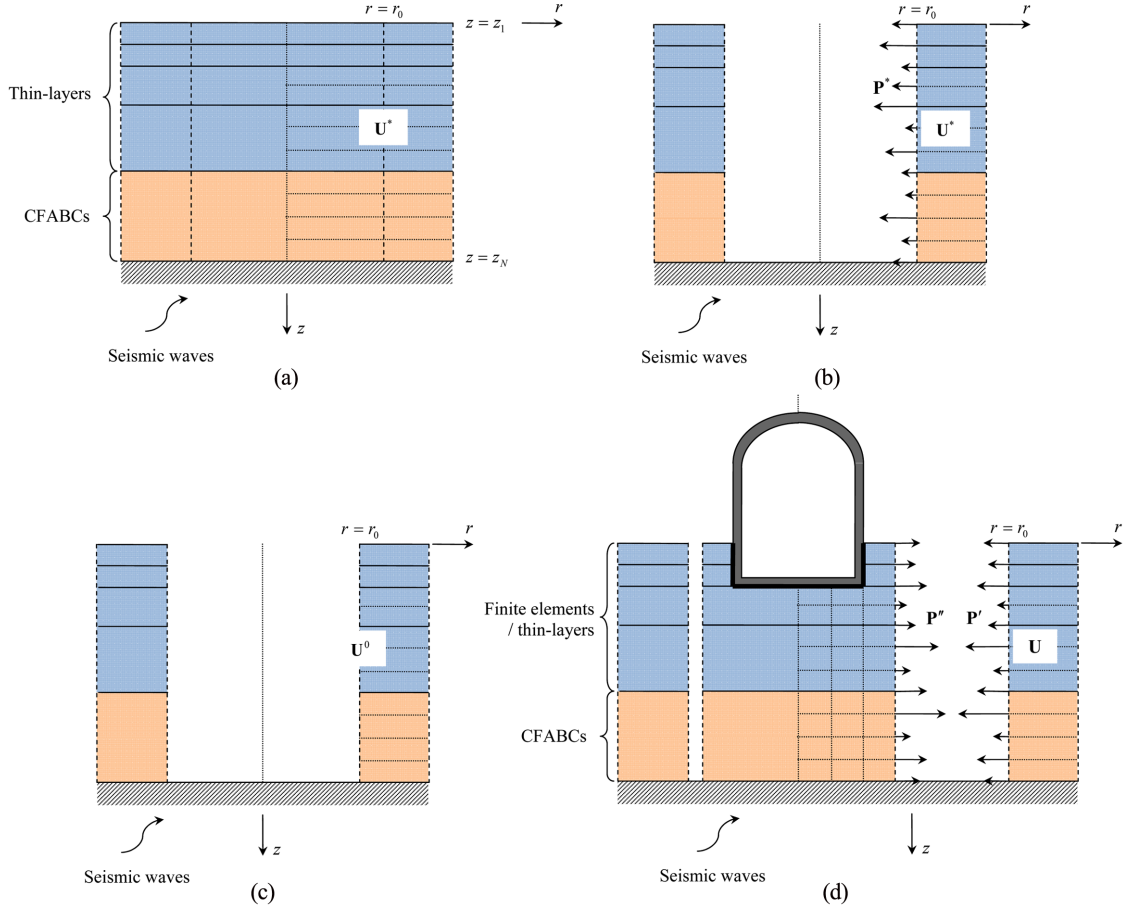 r = r₀
r
z = z₁
Thin-layers
U*
CFABCs
z = z_N
z
Seismic waves
(a)
r = r₀
r
P*
U*
z
Seismic waves
(b)
r = r₀
r
U⁰
z
Seismic waves
(c)
r = r₀
r
Finite elements
/ thin-layers
P″
P′
U
CFABCs
z
Seismic waves
(d)